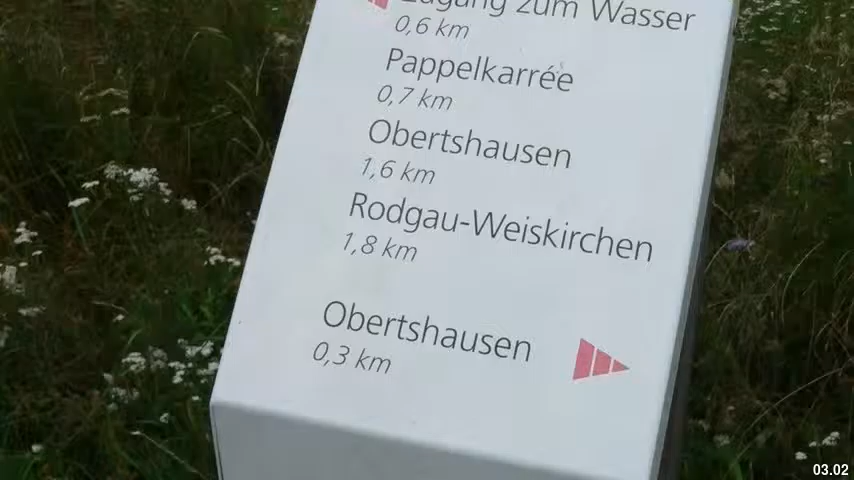 Zugang zum Wasser
0,6 km
Pappelkarrée
0,7 km
Obertshausen
1,6 km
Rodgau-Weiskirchen
1,8 km
Obertshausen
0,3 km
03.02